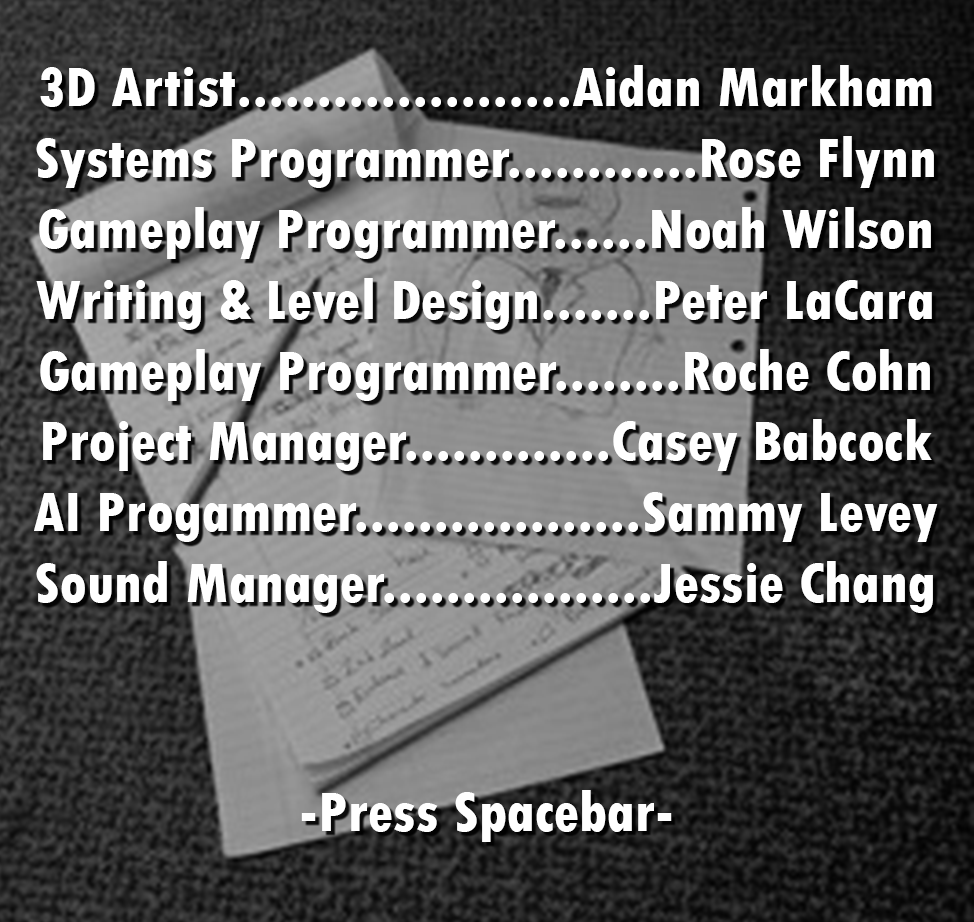 3D Artist.....................Aidan Markham
Systems Programmer............Rose Flynn
Gameplay Programmer......Noah Wilson
Writing & Level Design.......Peter LaCara
Gameplay Programmer........Roche Cohn
Project Manager.............Casey Babcock
AI Progammer..................Sammy Levey
Sound Manager.................Jessie Chang
-Press Spacebar-